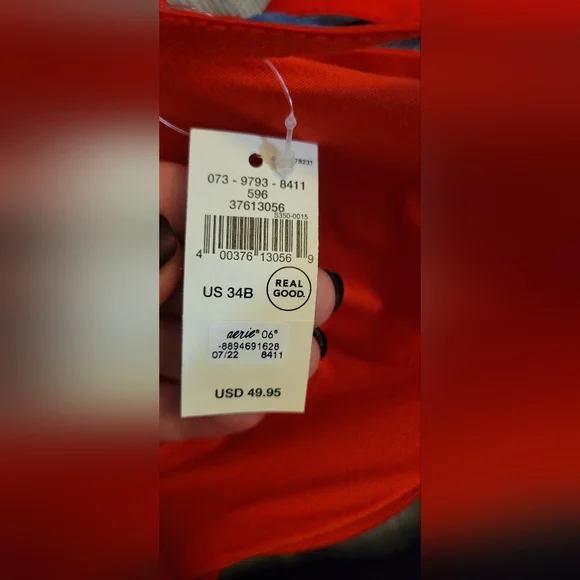 78231
073 - 9793 - 8411
596
37613056
S350-0015
4 00376 13056 9
US 34B
REAL
GOOD.
aerie® 06®
-8894691628
07/22 8411
USD 49.95